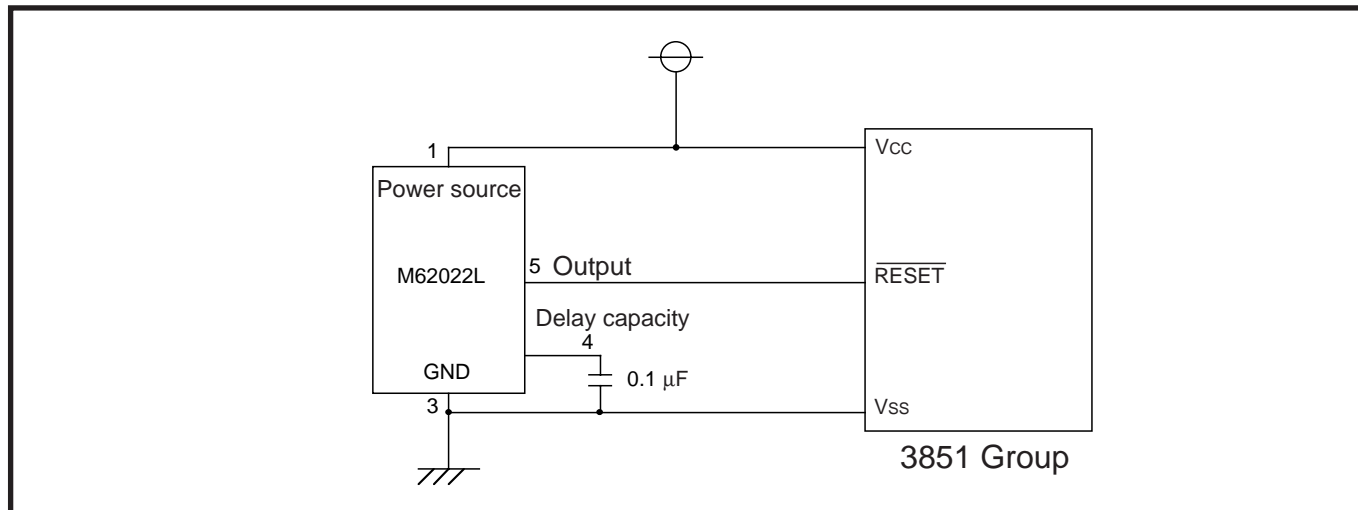 1
Power source
M62022L
5 Output
Delay capacity
4
0.1 μF
GND
3
Vcc
RESET
Vss
3851 Group